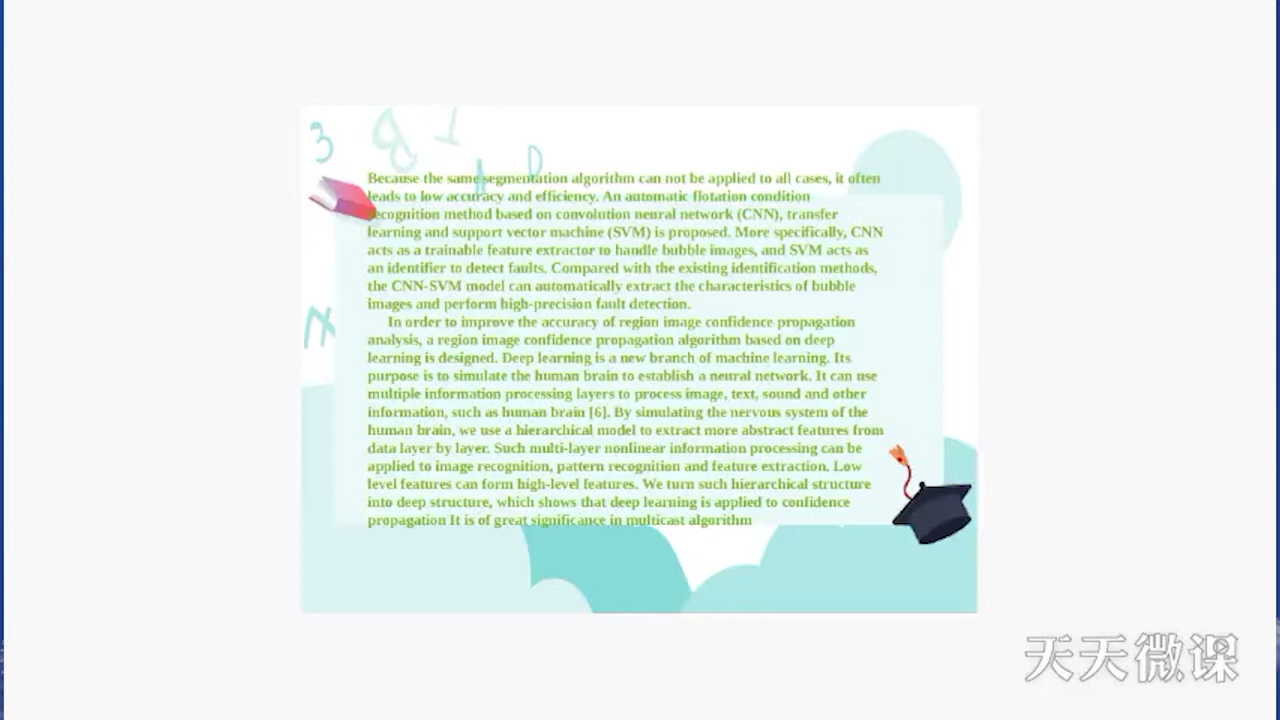 3 B I
A D
Because the same segmentation algorithm can not be applied to all cases, it often
leads to low accuracy and efficiency. An automatic flotation condition
recognition method based on convolution neural network (CNN), transfer
learning and support vector machine (SVM) is proposed. More specifically, CNN
acts as a trainable feature extractor to handle bubble images, and SVM acts as
an identifier to detect faults. Compared with the existing identification methods,
the CNN-SVM model can automatically extract the characteristics of bubble
images and perform high-precision fault detection.
In order to improve the accuracy of region image confidence propagation
analysis, a region image confidence propagation algorithm based on deep
learning is designed. Deep learning is a new branch of machine learning. Its
purpose is to simulate the human brain to establish a neural network. It can use
multiple information processing layers to process image, text, sound and other
information, such as human brain [6]. By simulating the nervous system of the
human brain, we use a hierarchical model to extract more abstract features from
data layer by layer. Such multi-layer nonlinear information processing can be
applied to image recognition, pattern recognition and feature extraction. Low
level features can form high-level features. We turn such hierarchical structure
into deep structure, which shows that deep learning is applied to confidence
propagation It is of great significance in multicast algorithm
天天微课